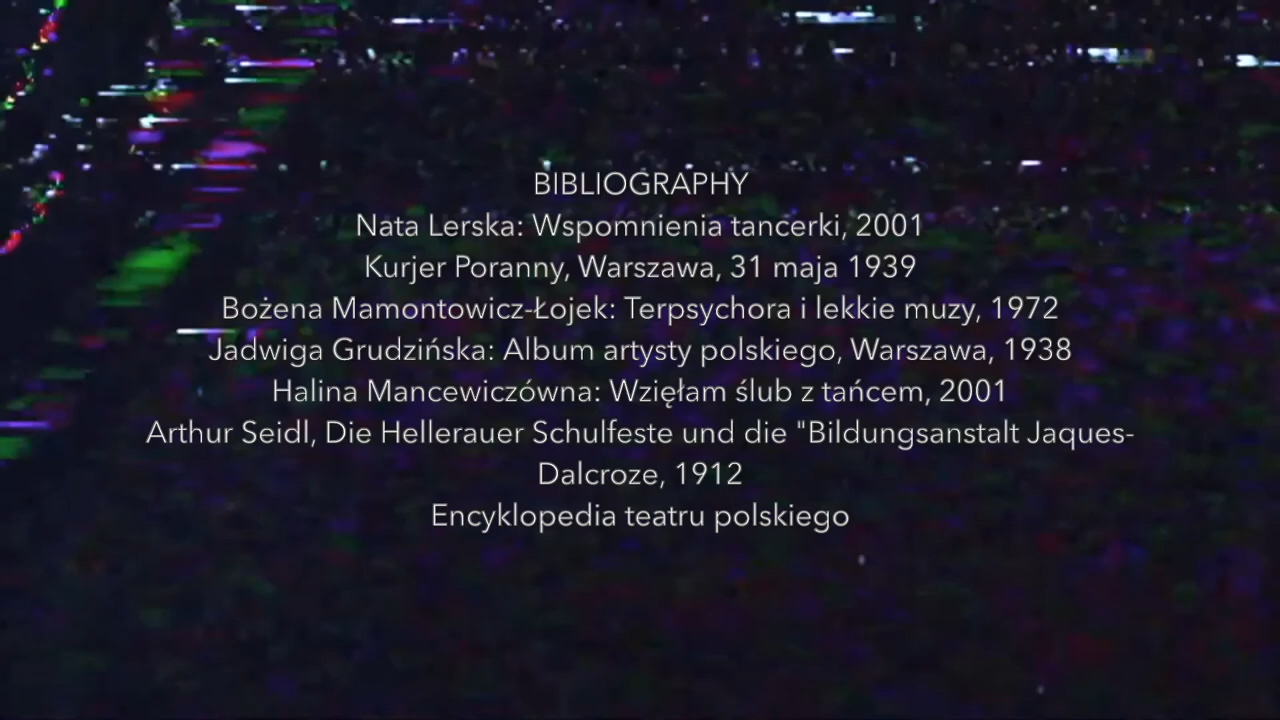 BIBLIOGRAPHY
Nata Lerska: Wspomnienia tancerki, 2001
Kurjer Poranny, Warszawa, 31 maja 1939
Bożena Mamontowicz-Łojek: Terpsychora i lekkie muzy, 1972
Jadwiga Grudzińska: Album artysty polskiego, Warszawa, 1938
Halina Mancewiczówna: Wzięłam ślub z tańcem, 2001
Arthur Seidl, Die Hellerauer Schulfeste und die "Bildungsanstalt Jaques-
Dalcroze, 1912
Encyklopedia teatru polskiego